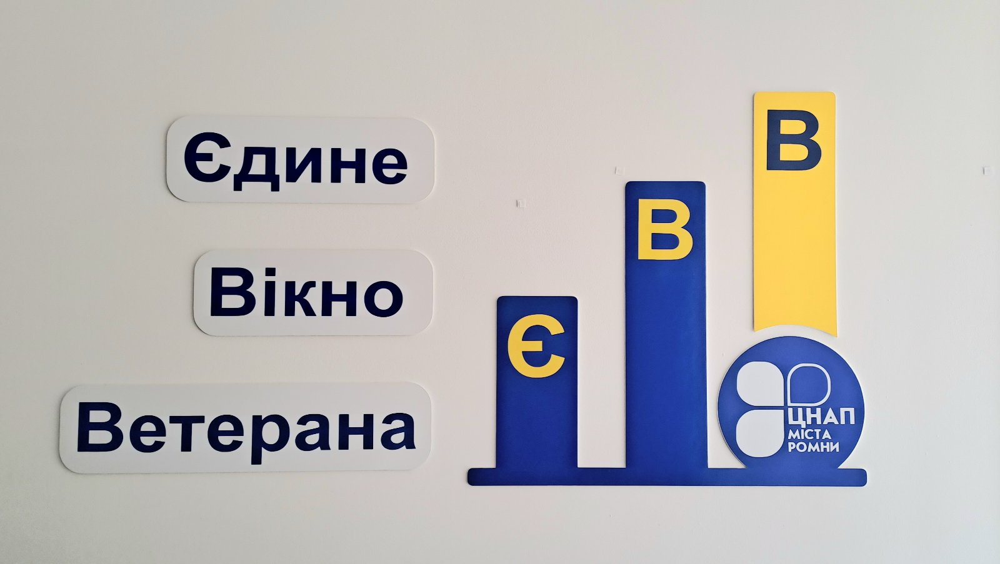 Єдине
Вікно
Ветерана
Є
В
В
ЦНАП
МІСТА
РОМНИ